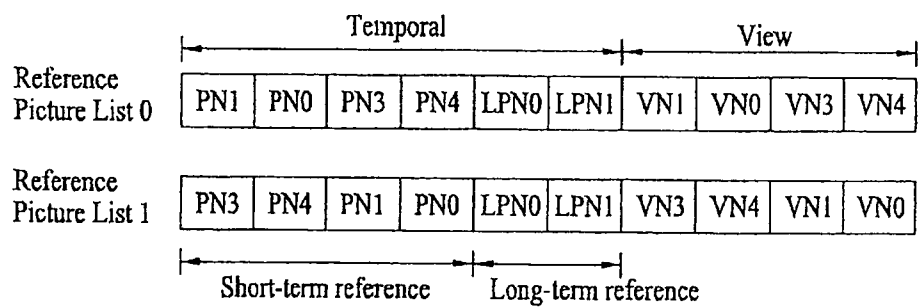 Temporal View
Reference
Picture List 0 PN1 PN0 PN3 PN4 LPN0 LPN1 VN1 VN0 VN3 VN4
Reference
Picture List 1 PN3 PN4 PN1 PN0 LPN0 LPN1 VN3 VN4 VN1 VN0
Short-term reference Long-term reference